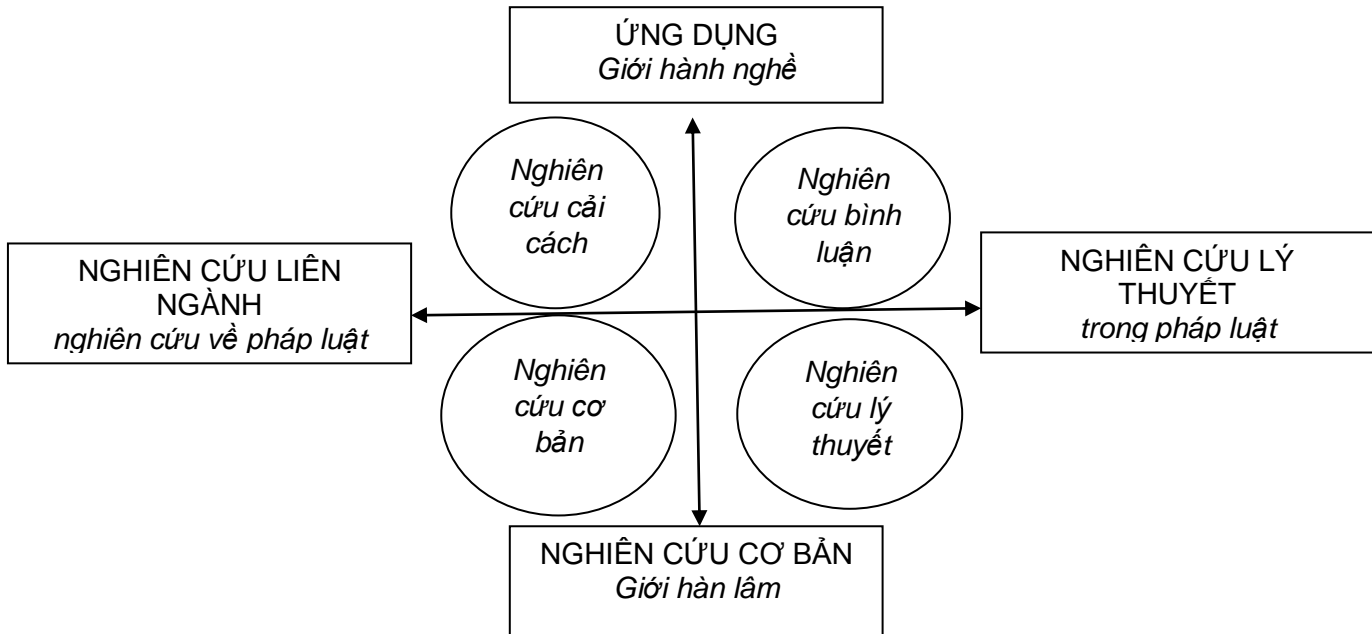 ỨNG DỤNG
Giới hành nghề
Nghiên
cứu cải
cách
Nghiên
cứu bình
luận
NGHIÊN CỨU LIÊN
NGÀNH
nghiên cứu về pháp luật
NGHIÊN CỨU LÝ
THUYẾT
trong pháp luật
Nghiên
cứu cơ
bản
Nghiên
cứu lý
thuyết
NGHIÊN CỨU CƠ BẢN
Giới hàn lâm